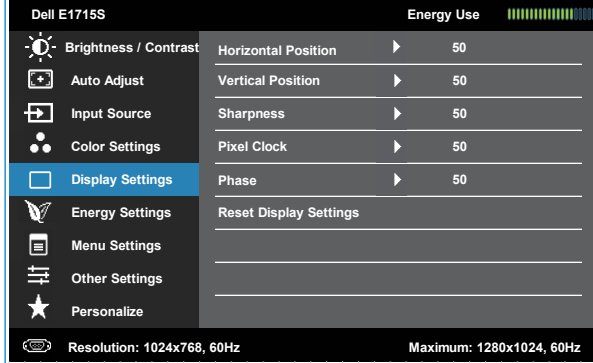 Dell E1715S Energy Use
Brightness / Contrast Horizontal Position 50
Auto Adjust Vertical Position 50
Input Source Sharpness 50
Color Settings Pixel Clock 50
Display Settings Phase 50
Energy Settings Reset Display Settings
Menu Settings
Other Settings
Personalize
Resolution: 1024x768, 60Hz Maximum: 1280x1024, 60Hz